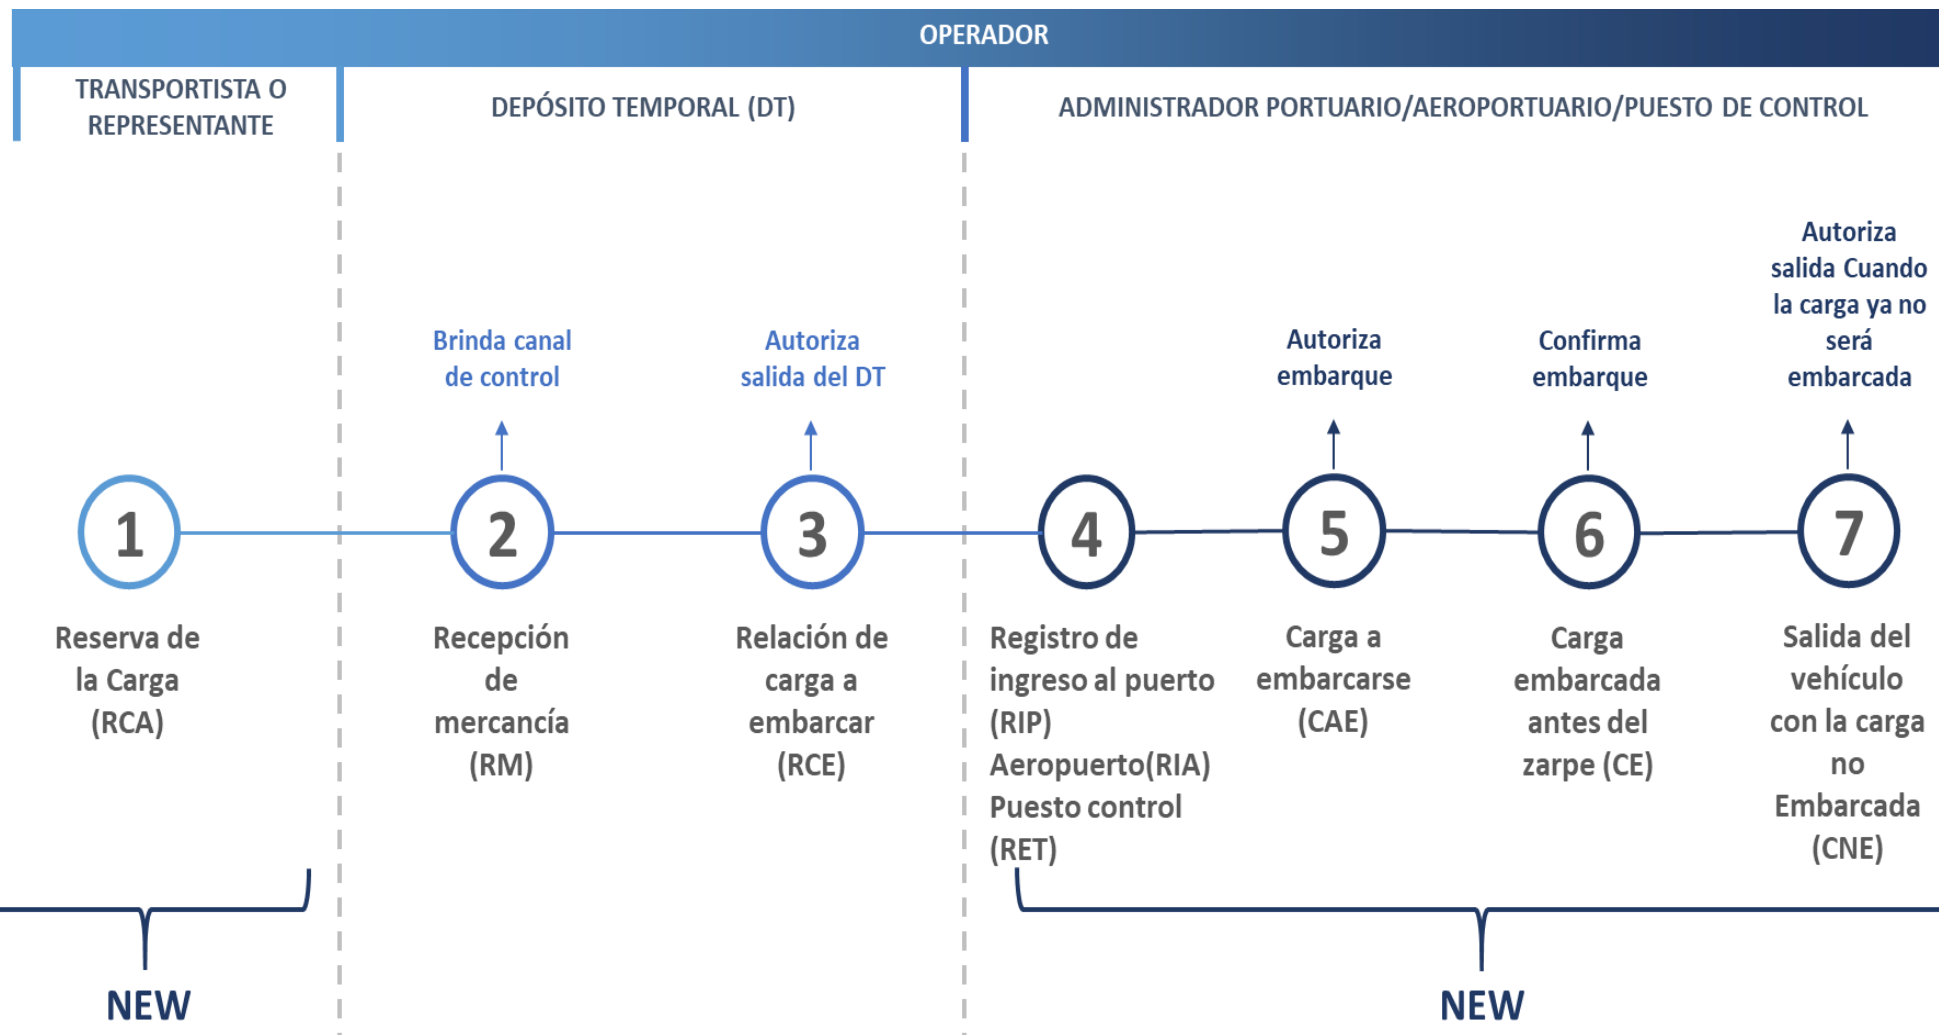 OPERADOR
TRANSPORTISTA O
REPRESENTANTE
DEPÓSITO TEMPORAL (DT)
ADMINISTRADOR PORTUARIO/AEROPORTUARIO/PUESTO DE CONTROL
Brinda canal
de control
Autoriza
salida del DT
Autoriza
embarque
Confirma
embarque
Autoriza
salida Cuando
la carga ya no
será
embarcada
1
2
3
4
5
6
7
Reserva de
la Carga
(RCA)
Recepción
de
mercancía
(RM)
Relación de
carga a
embarcar
(RCE)
Registro de
ingreso al puerto
(RIP)
Aeropuerto(RIA)
Puesto control
(RET)
Carga a
embarcarse
(CAE)
Carga
embarcada
antes del
zarpe (CE)
Salida del
vehículo
con la carga
no
Embarcada
(CNE)
NEW
NEW